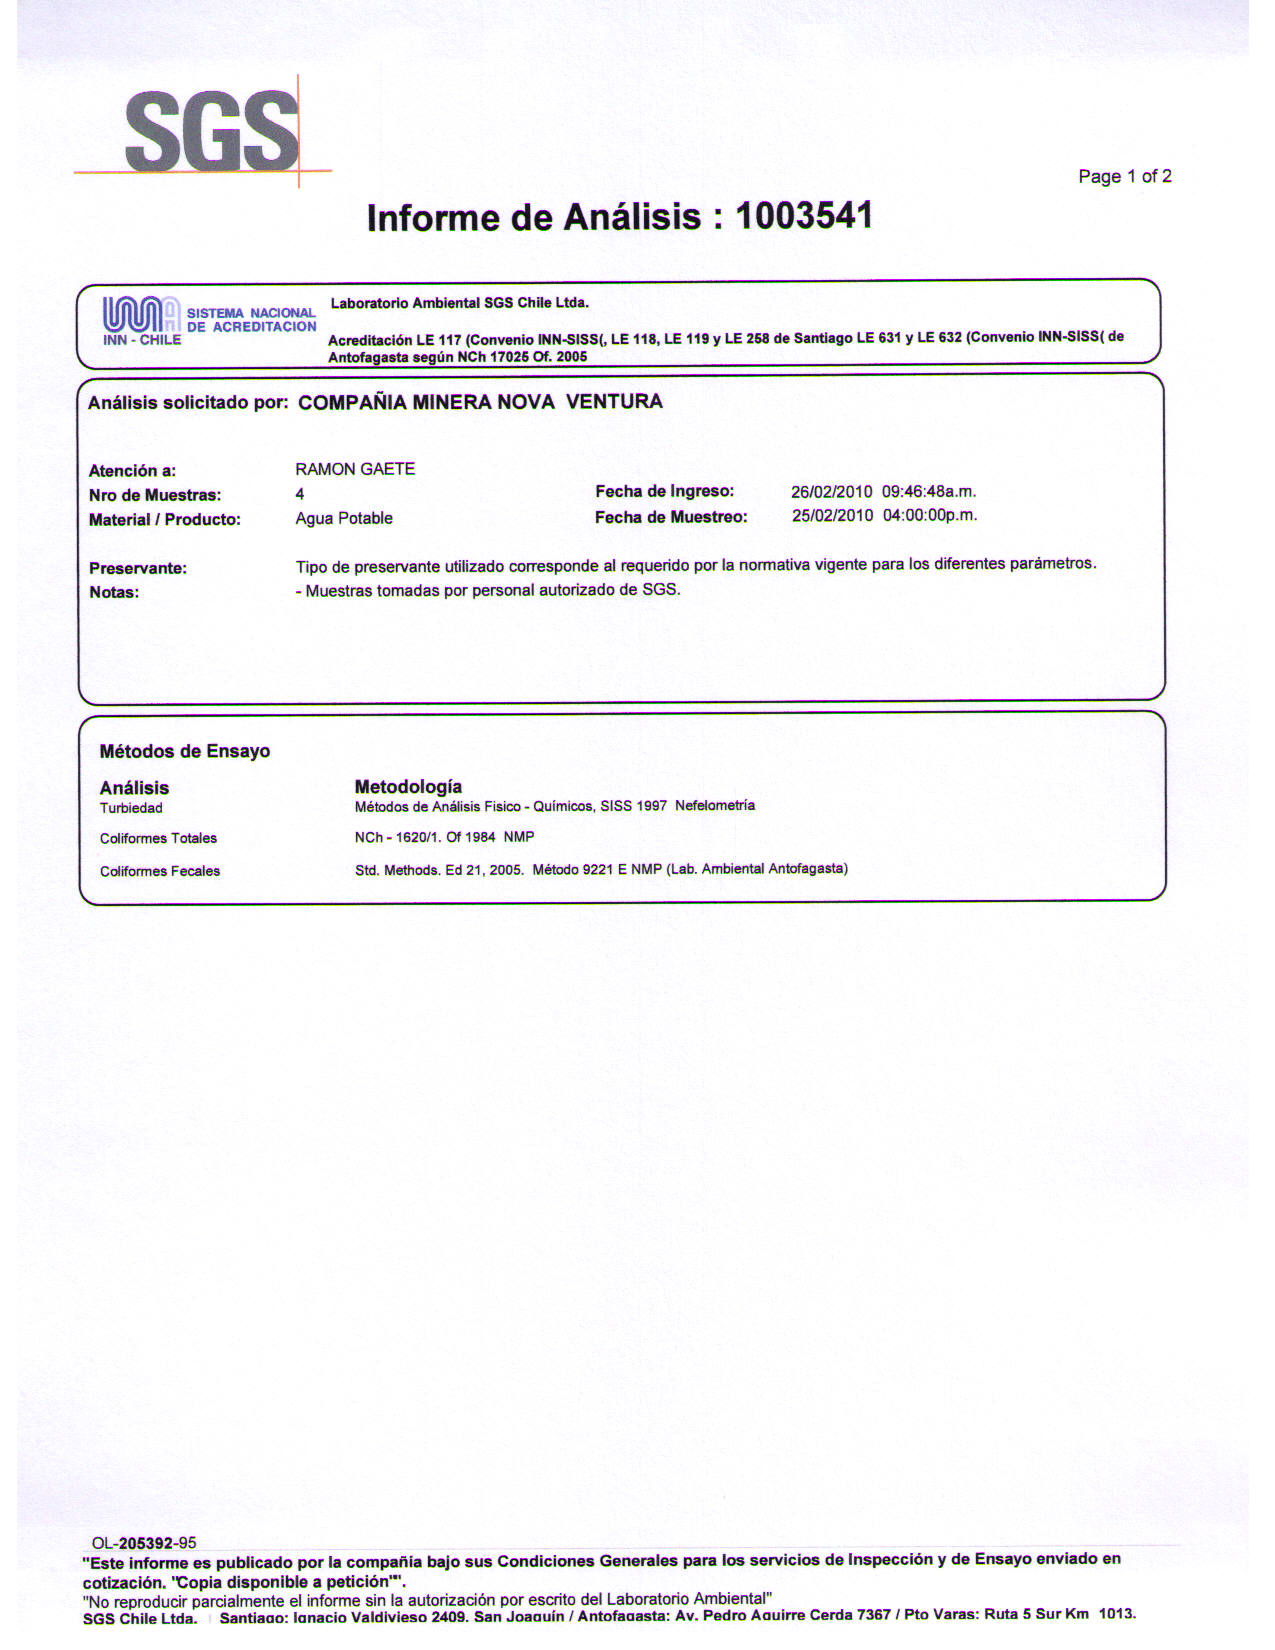 SGS
Page 1 of 2
Informe de Análisis : 1003541
SISTEMA NACIONAL
DE ACREDITACION
INN - CHILE
Laboratorio Ambiental SGS Chile Ltda.
Acreditación LE 117 (Convenio INN-SISS(, LE 118, LE 119 y LE 258 de Santiago LE 631 y LE 632 (Convenio INN-SISS( de
Antofagasta según NCh 17025 Of. 2005
Análisis solicitado por: COMPAÑIA MINERA NOVA VENTURA
Atención a: RAMON GAETE
Nro de Muestras: 4 Fecha de Ingreso: 26/02/2010 09:46:48a.m.
Material / Producto: Agua Potable Fecha de Muestreo: 25/02/2010 04:00:00p.m.
Preservante: Tipo de preservante utilizado corresponde al requerido por la normativa vigente para los diferentes parámetros.
Notas: - Muestras tomadas por personal autorizado de SGS.
Métodos de Ensayo
Análisis Metodología
Turbiedad Métodos de Análisis Fisico - Químicos, SISS 1997 Nefelometría
Coliformes Totales NCh - 1620/1. Of 1984 NMP
Coliformes Fecales Std. Methods. Ed 21, 2005. Método 9221 E NMP (Lab. Ambiental Antofagasta)
OL-205392-95
"Este informe es publicado por la compañia bajo sus Condiciones Generales para los servicios de Inspección y de Ensayo enviado en
cotización. "Copia disponible a petición"".
"No reproducir parcialmente el informe sin la autorización por escrito del Laboratorio Ambiental"
SGS Chile Ltda. Santiago: Ignacio Valdivieso 2409. San Joaquín / Antofagasta: Av. Pedro Aguirre Cerda 7367 / Pto Varas: Ruta 5 Sur Km 1013.